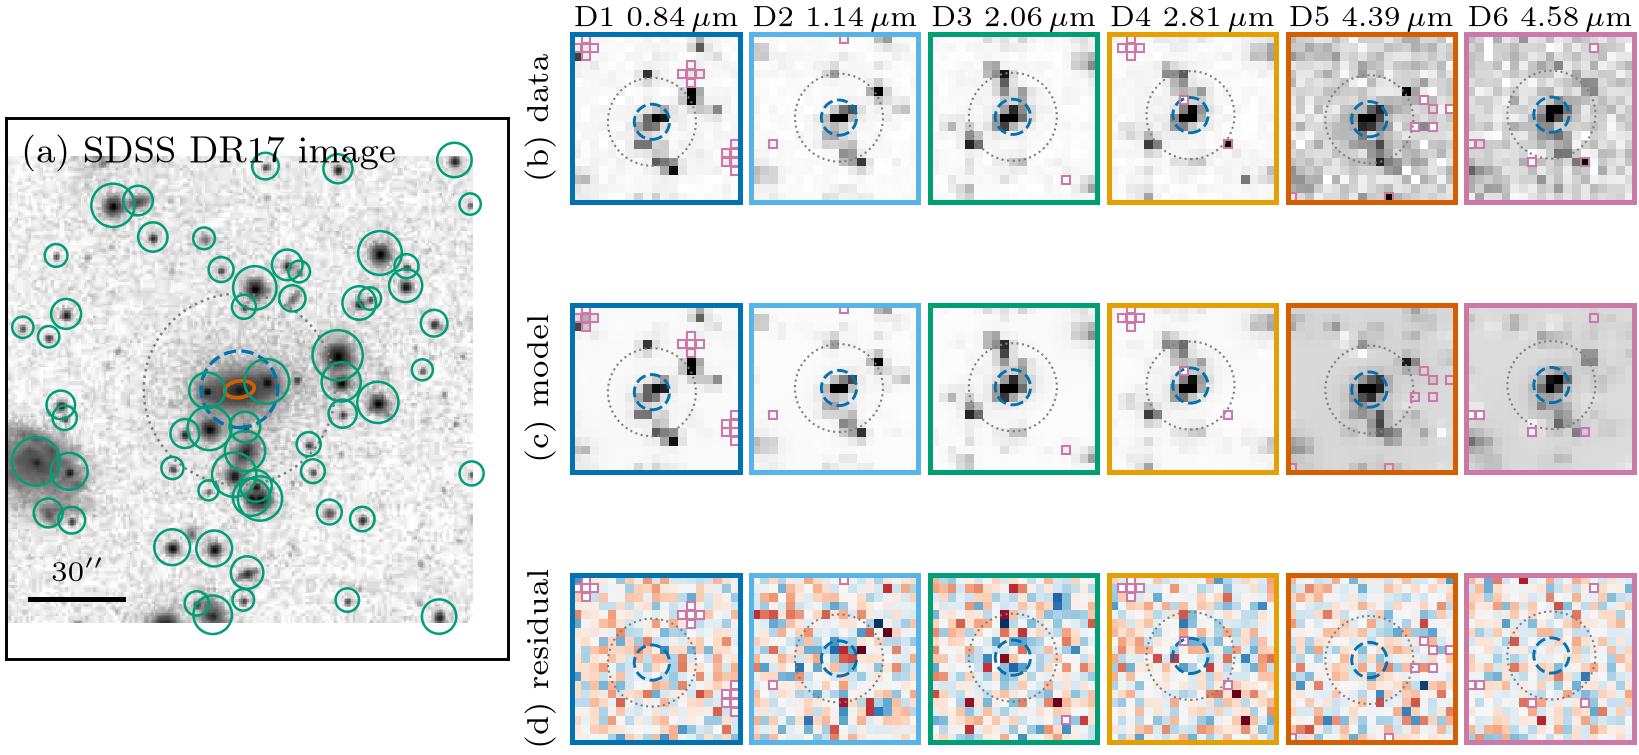 D1 0.84 μm D2 1.14 μm D3 2.06 μm D4 2.81 μm D5 4.39 μm D6 4.58 μm
(a) SDSS DR17 image
30′′
(b) data
(c) model
(d) residual